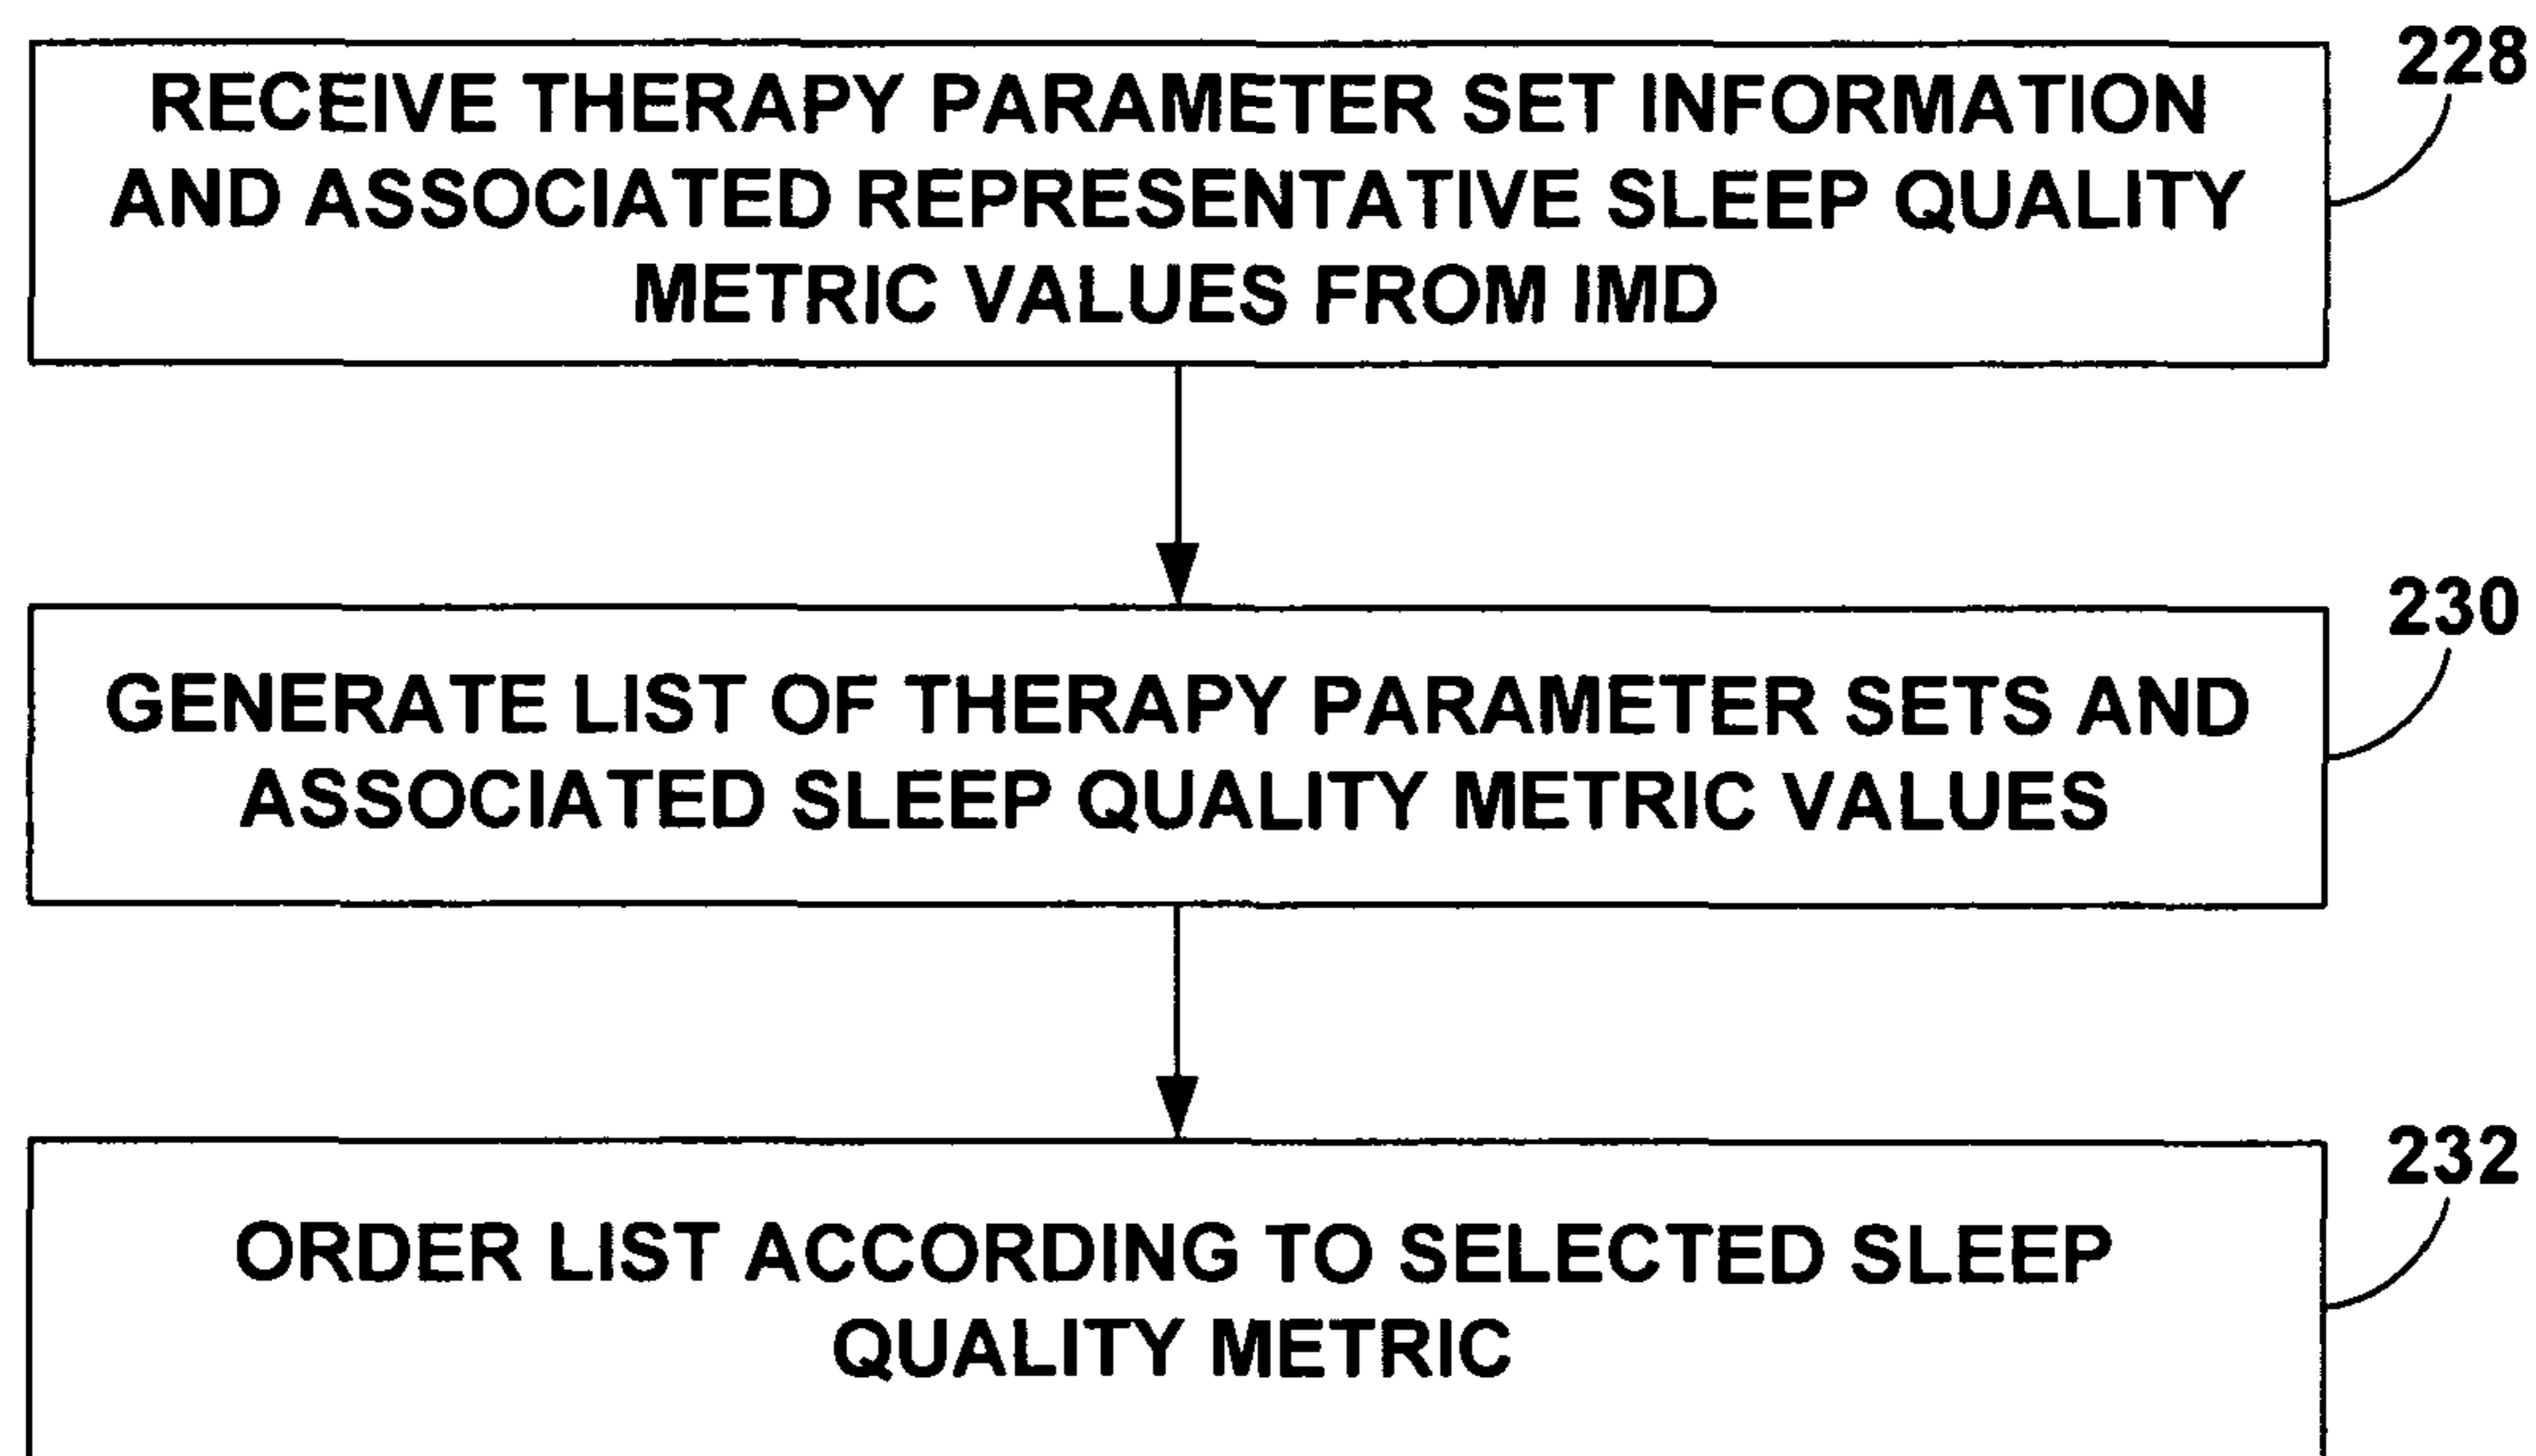 228
RECEIVE THERAPY PARAMETER SET INFORMATION
AND ASSOCIATED REPRESENTATIVE SLEEP QUALITY
METRIC VALUES FROM IMD
230
GENERATE LIST OF THERAPY PARAMETER SETS AND
ASSOCIATED SLEEP QUALITY METRIC VALUES
232
ORDER LIST ACCORDING TO SELECTED SLEEP
QUALITY METRIC